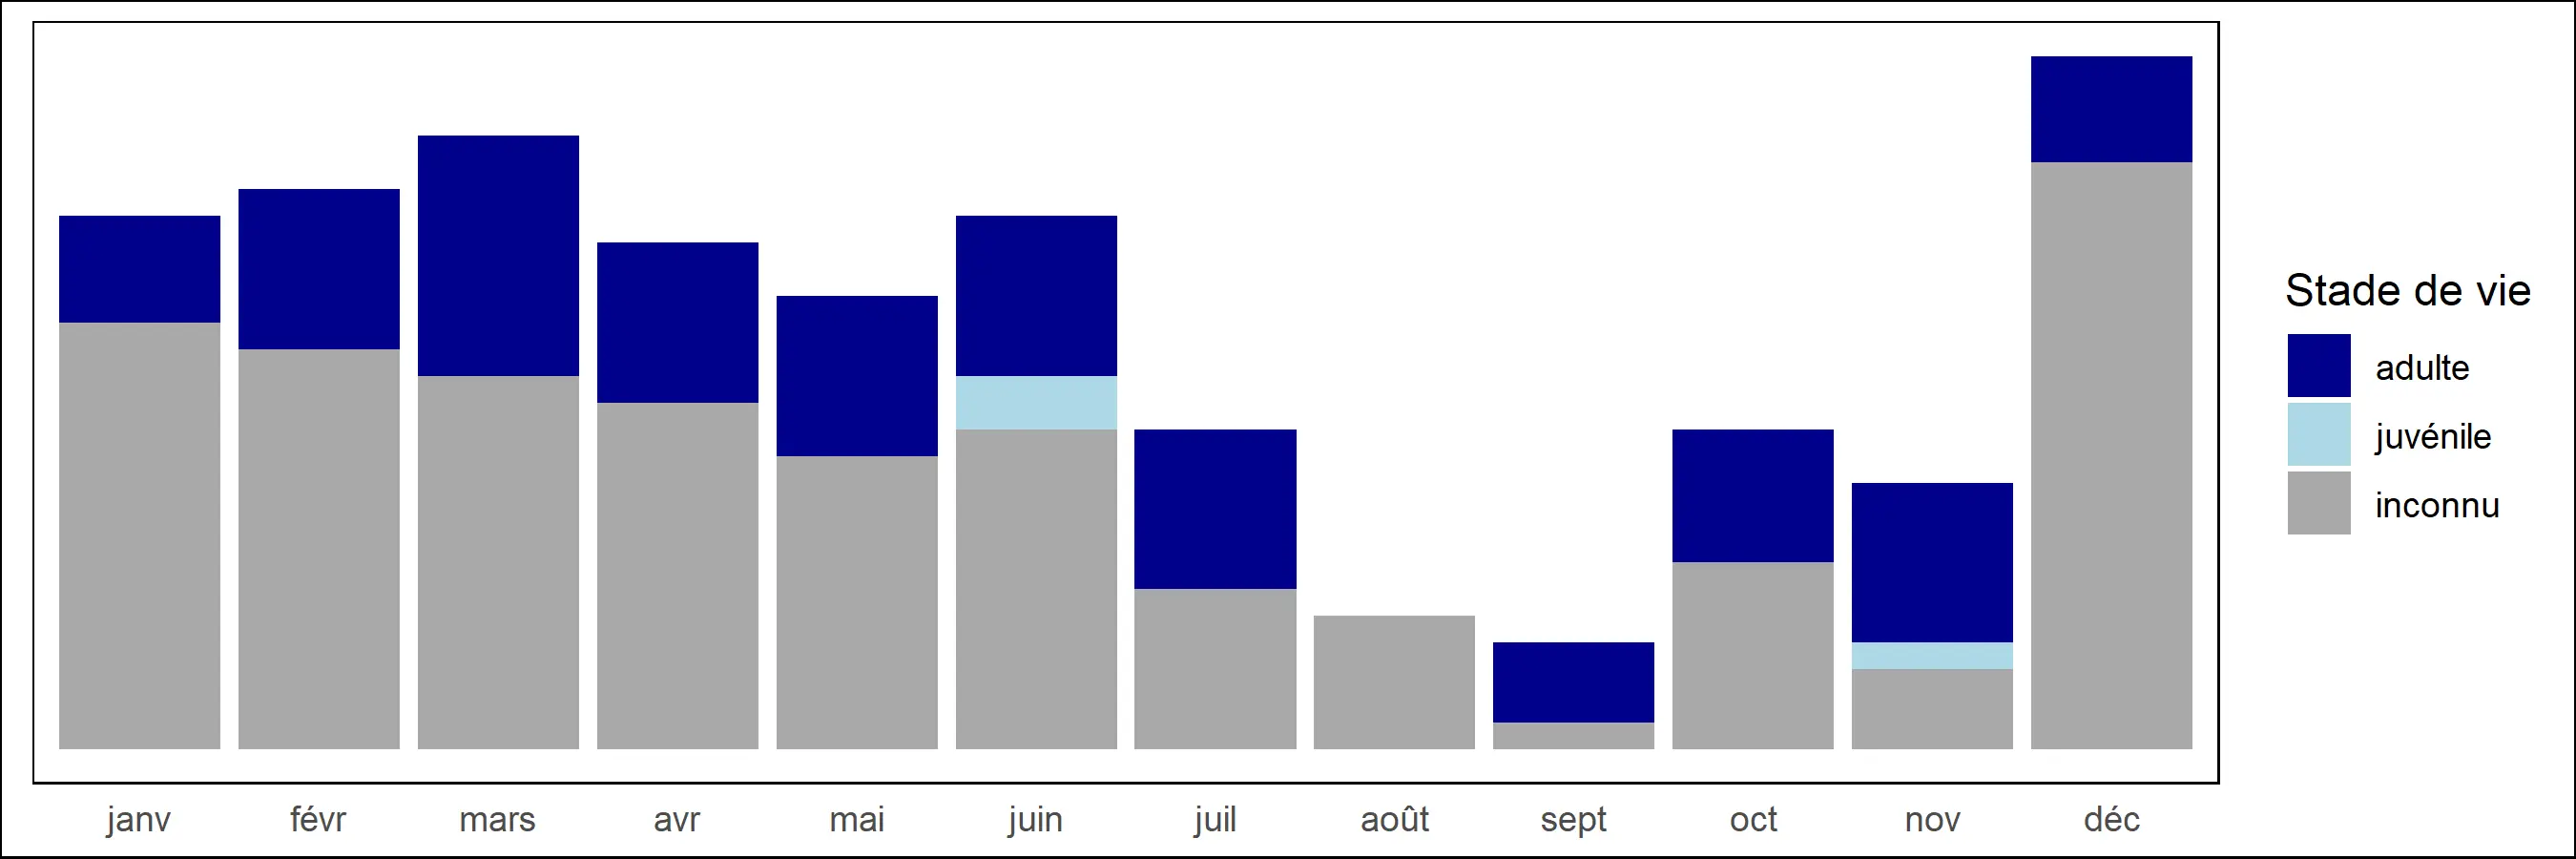 Stade de vie
adulte
juvénile
inconnu
janv févr mars avr mai juin juil août sept oct nov déc